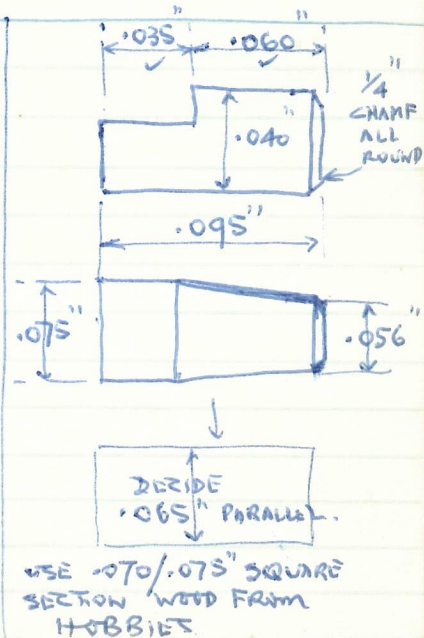 .035" .060"
✓ ✓
1/4"
CHAMF
ALL
ROUND
.040"
.095"
.075" .056"
DECIDE
.065" PARALLEL.
USE .070/.075" SQUARE
SECTION WOOD FROM
HOBBIES